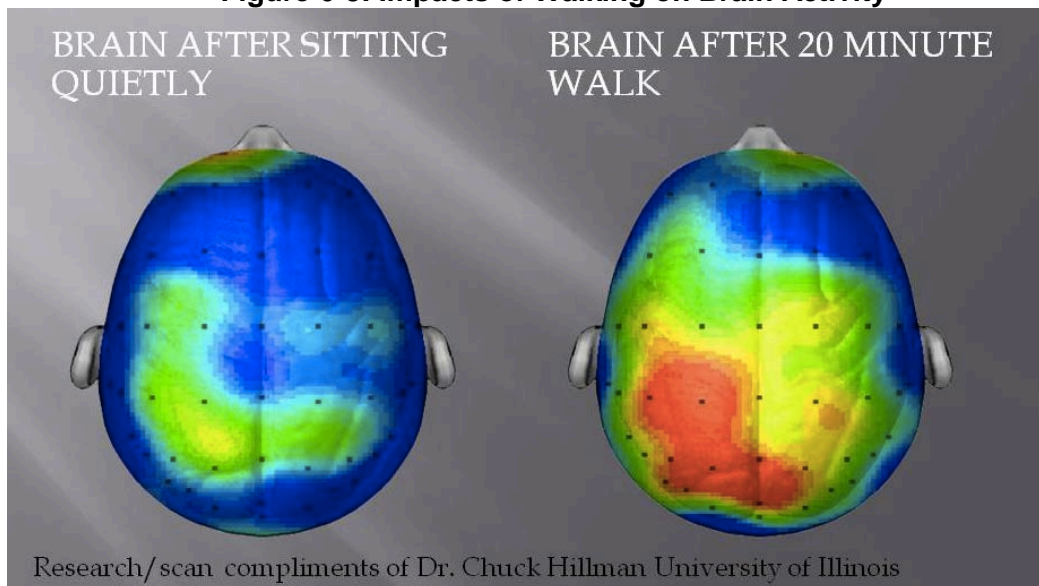 BRAIN AFTER SITTING
QUIETLY
BRAIN AFTER 20 MINUTE
WALK
Research/scan compliments of Dr. Chuck Hillman University of Illinois